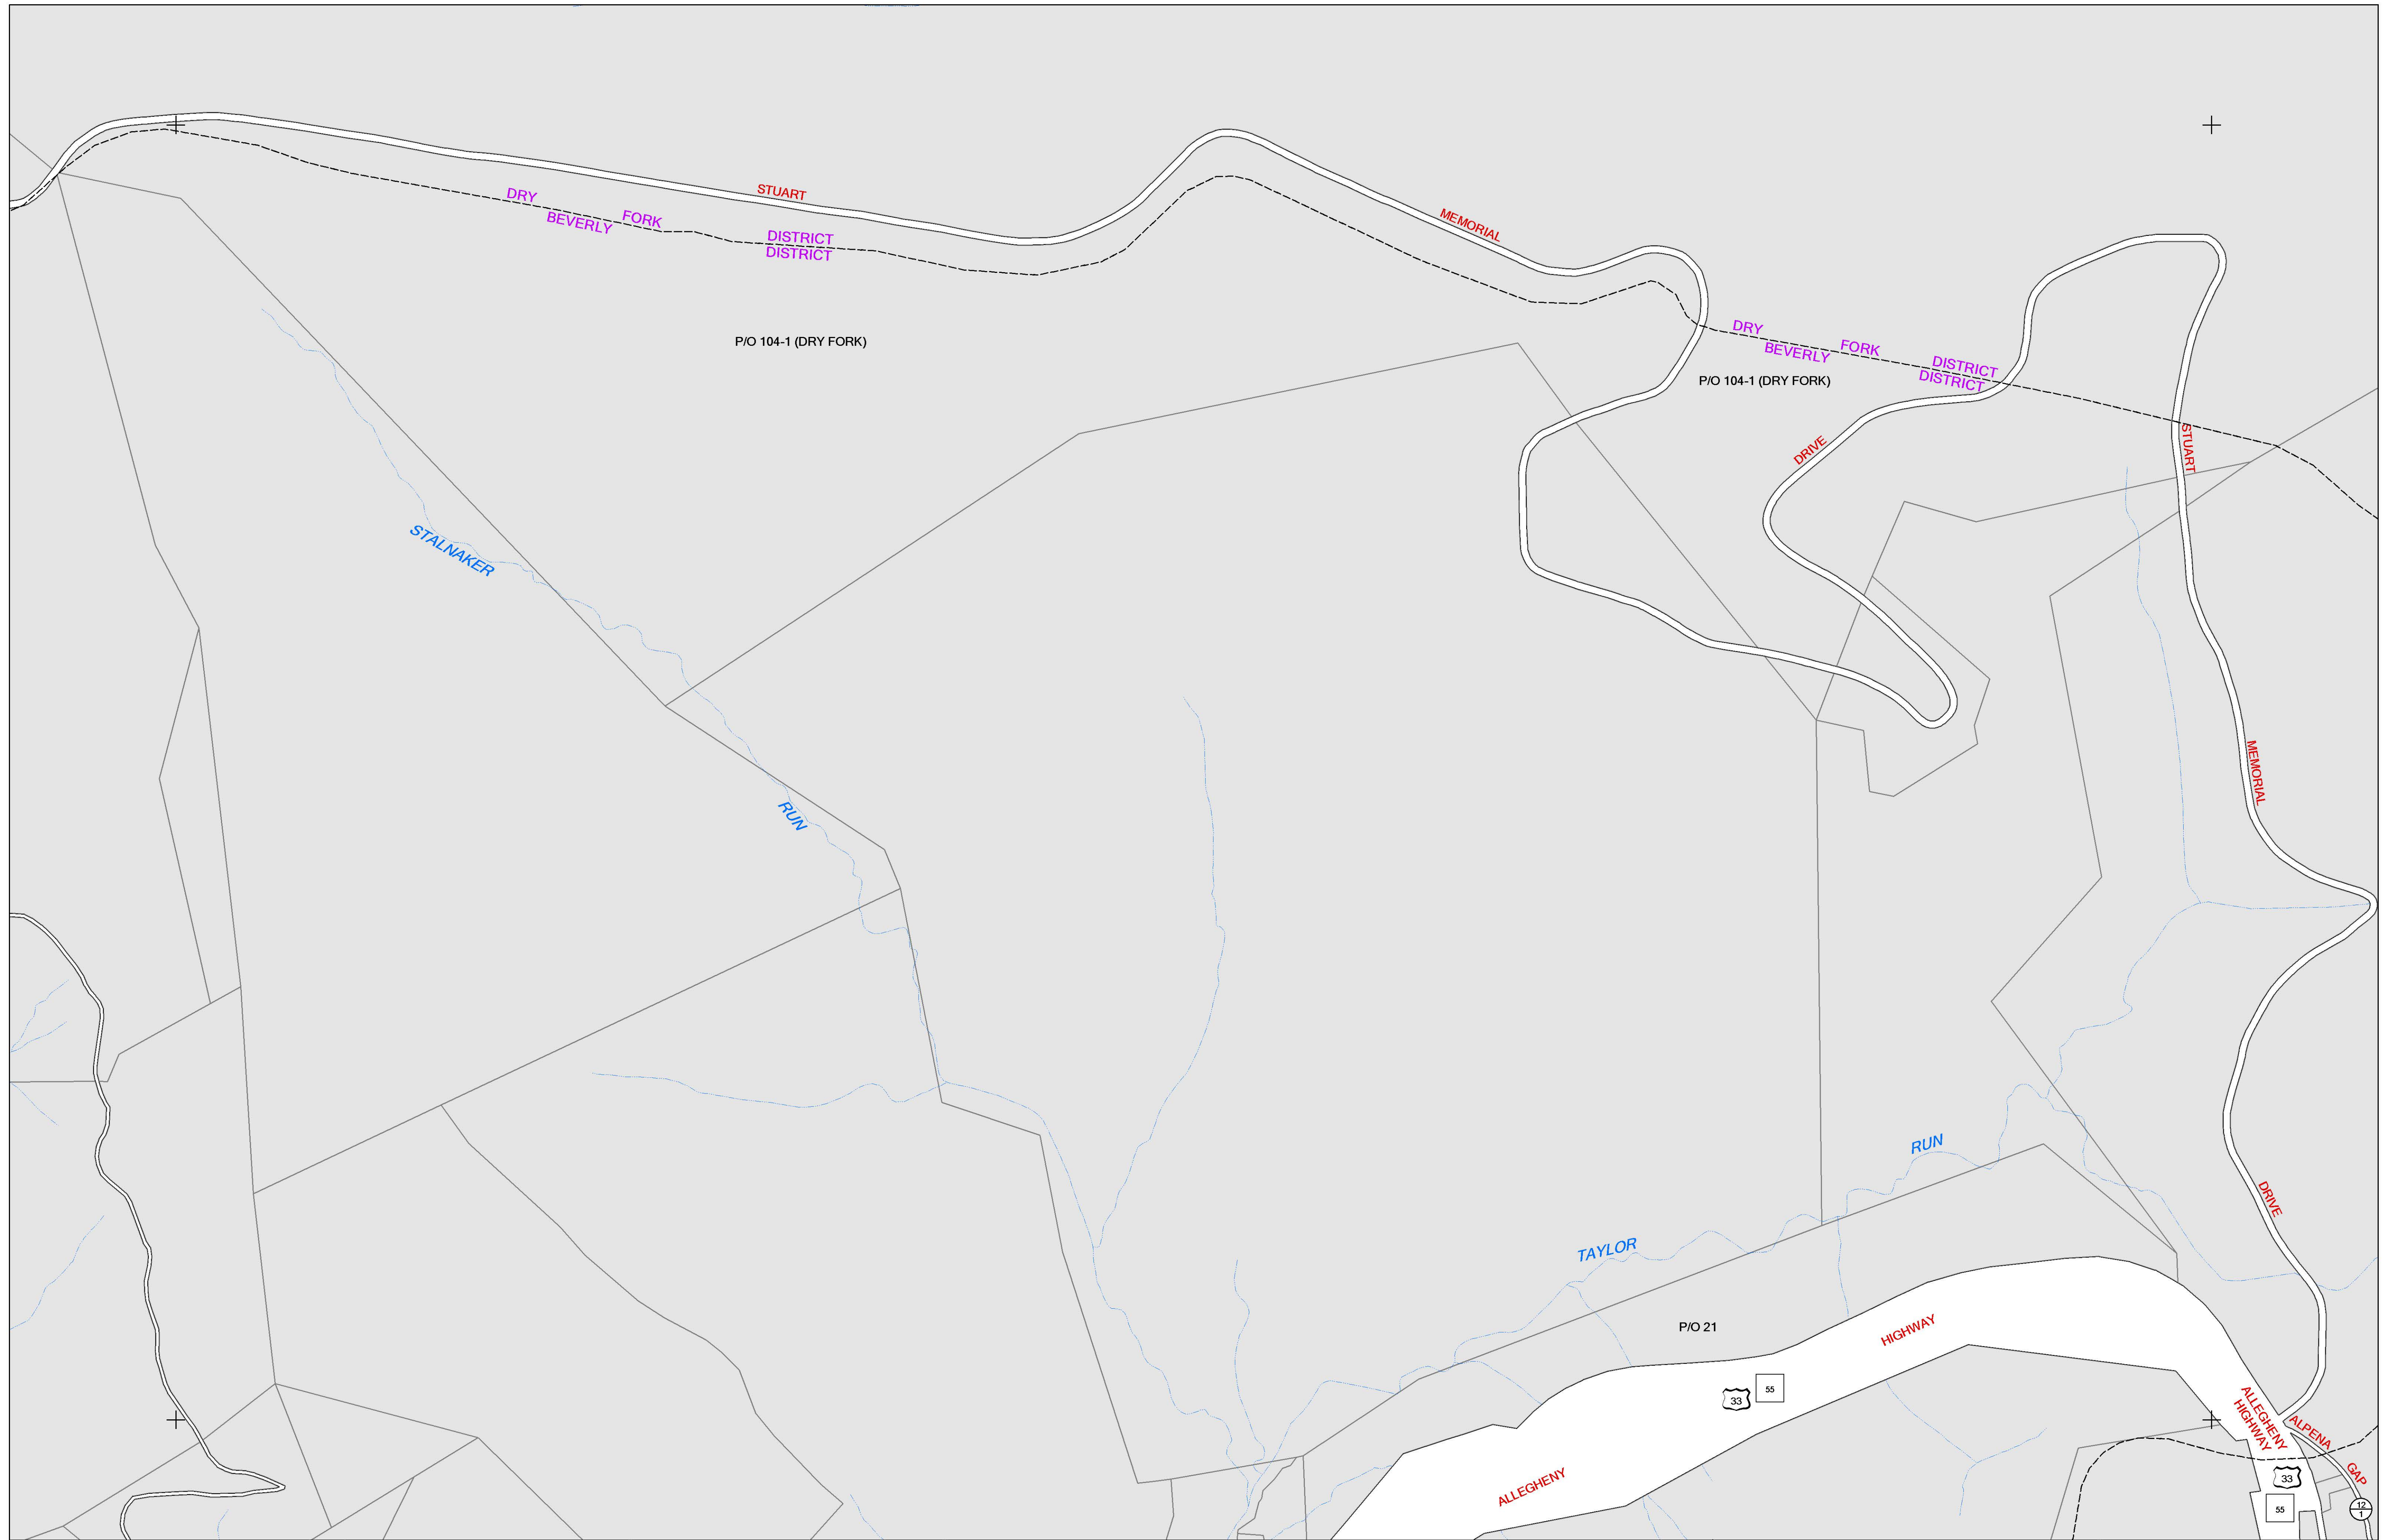 STUART
MEMORIAL
DRY
FORK
DISTRICT
BEVERLY
DISTRICT
P/O 104-1 (DRY FORK)
DRY
FORK
DISTRICT
BEVERLY
DISTRICT
P/O 104-1 (DRY FORK)
DRIVE
STUART
STALNAKER
RUN
MEMORIAL
RUN
TAYLOR
DRIVE
P/O 21
HIGHWAY
33
55
ALLEGHENY
ALLEGHENY
HIGHWAY
ALPENA
GAP
33
55
12
1